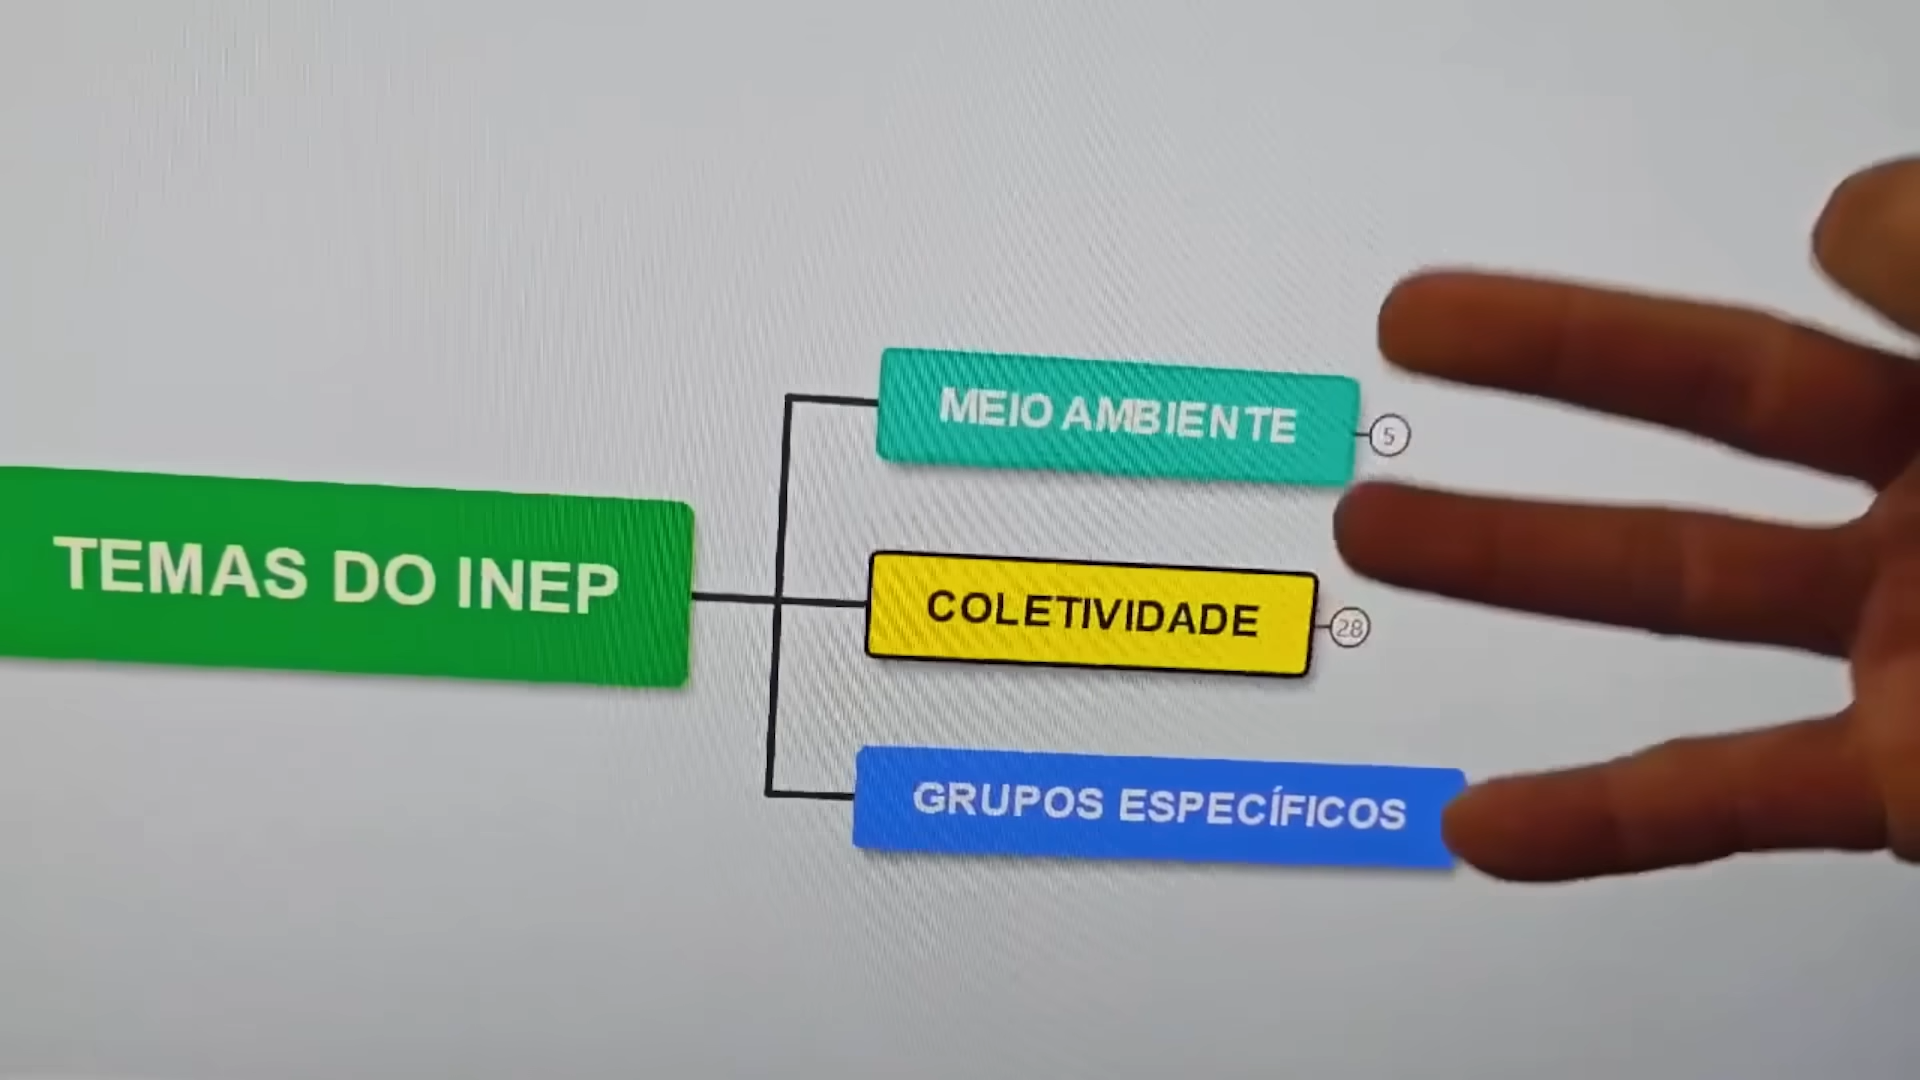 TEMAS DO INEP
MEIO AMBIENTE
5
COLETIVIDADE
28
GRUPOS ESPECÍFICOS